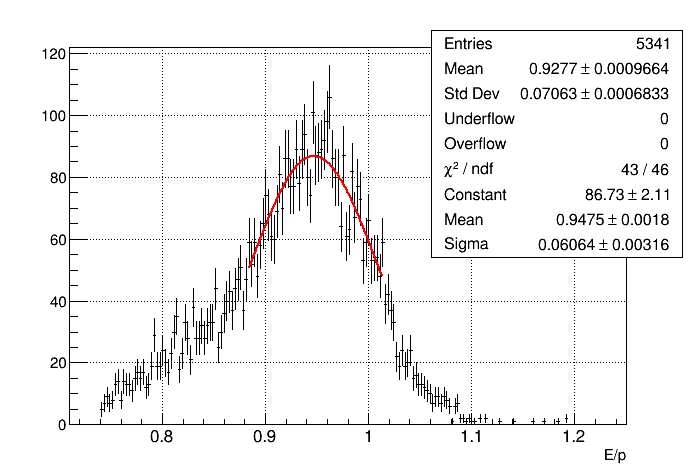 Entries 5341
Mean 0.9277 ± 0.0009664
Std Dev 0.07063 ± 0.0006833
Underflow 0
Overflow 0
χ² / ndf 43 / 46
Constant 86.73 ± 2.11
Mean 0.9475 ± 0.0018
Sigma 0.06064 ± 0.00316
120
100
80
60
40
20
0
0.8 0.9 1 1.1 1.2
E/p